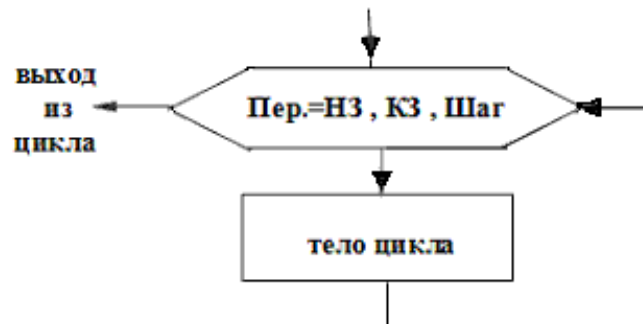 выход
из
цикла
Пер.=НЗ , КЗ , Шаг
тело цикла